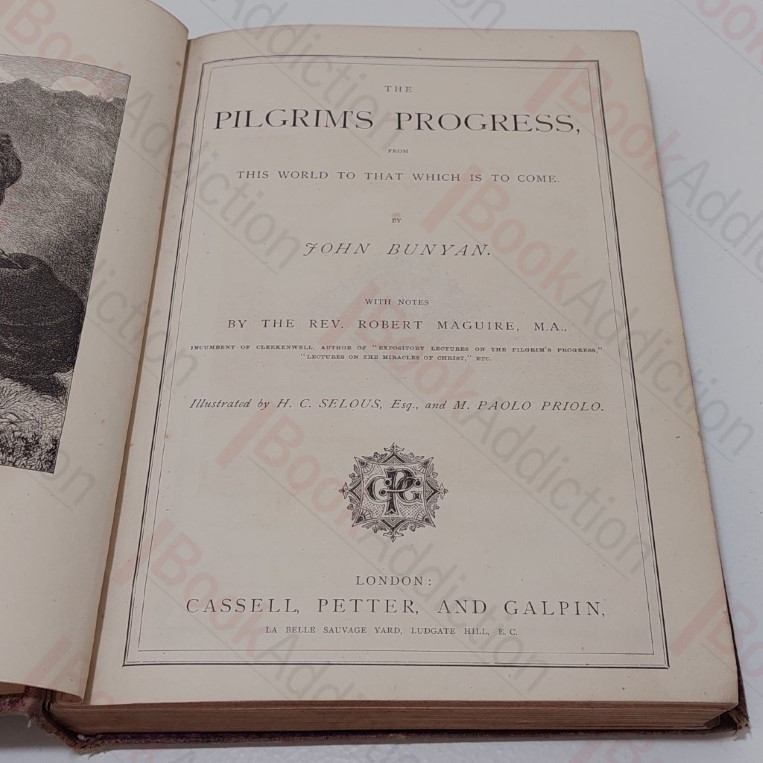 THE
PILGRIM'S PROGRESS,
FROM
THIS WORLD TO THAT WHICH IS TO COME.
BY
JOHN BUNYAN.
WITH NOTES
BY THE REV. ROBERT MAGUIRE, M.A.,
INCUMBENT OF CLERKENWELL, AUTHOR OF "EXPOSITORY LECTURES ON THE PILGRIM'S PROGRESS,"
"LECTURES ON THE MIRACLES OF CHRIST," ETC.
Illustrated by H. C. SELOUS, Esq., and M. PAOLO PRIOLO.
CPG
LONDON:
CASSELL, PETTER, AND GALPIN,
LA BELLE SAUVAGE YARD, LUDGATE HILL, E.C.
BookAddiction